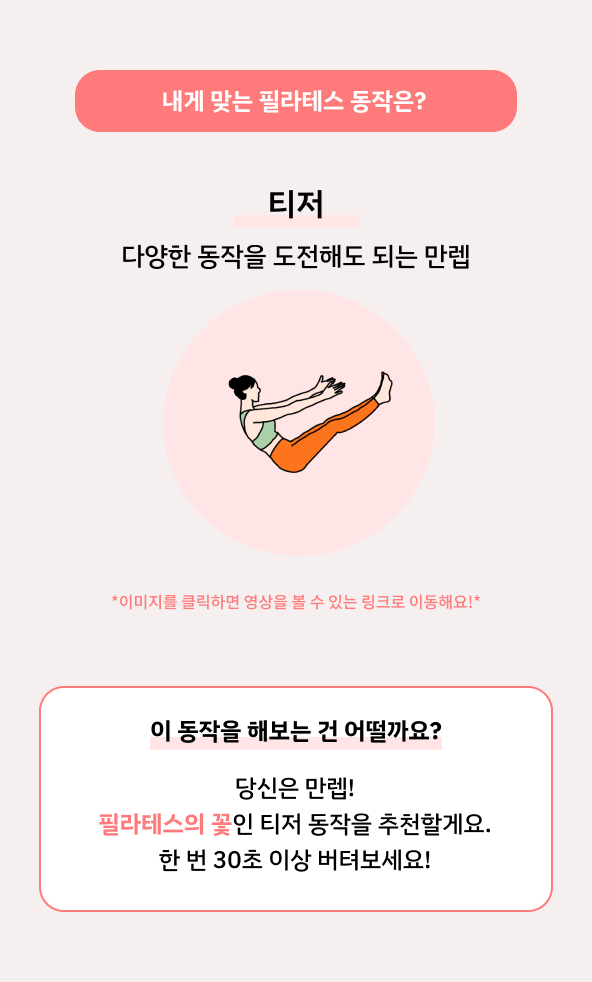 내게 맞는 필라테스 동작은?
티저
다양한 동작을 도전해도 되는 만렙
*이미지를 클릭하면 영상을 볼 수 있는 링크로 이동해요!*
이 동작을 해보는 건 어떨까요?
당신은 만렙!
필라테스의 꽃인 티저 동작을 추천할게요.
한 번 30초 이상 버텨보세요!